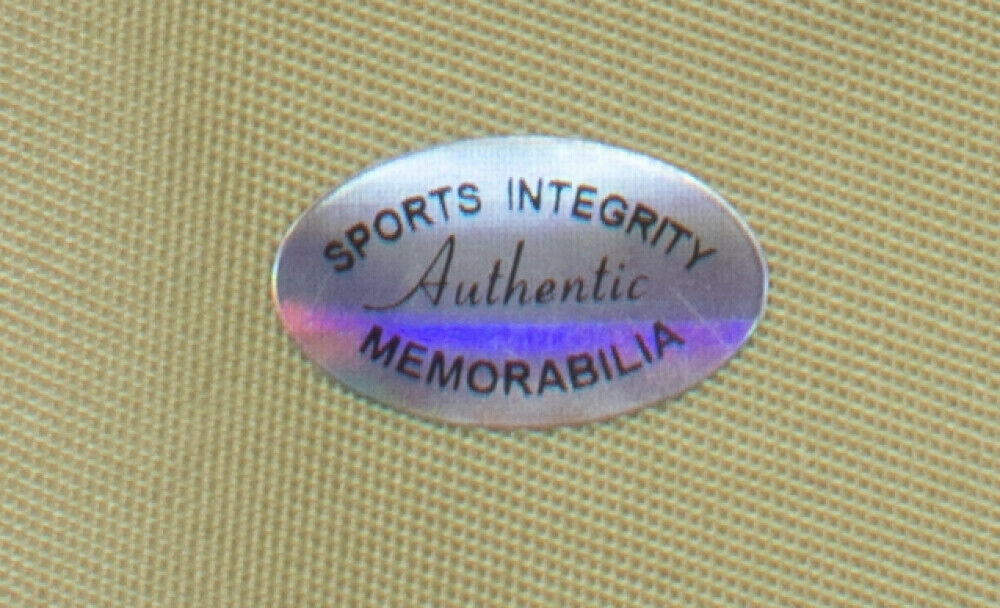 SPORTS INTEGRITY
Authentic
MEMORABILIA